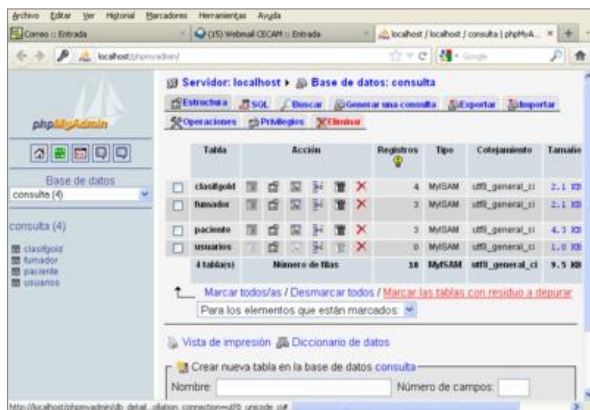 Archivo Editar Ver Historial Marcadores Herramientas Ayuda
Correo :: Entrada
(15) Webmail CECAM :: Entrada
localhost / localhost / consulta | phpMyA...
localhost/phpmyadmin/
Google
phpMyAdmin
Base de datos
consulta (4)
consulta (4)
clasifgold
fumador
paciente
usuarios
Servidor: localhost Base de datos: consulta
Estructura SQL Buscar Generar una consulta Exportar Importar
Operaciones Privilegios Eliminar
Tabla Acción Registros Tipo Cotejamiento Tamaño
clasifgold 4 MyISAM utf8_general_ci 2.1 KB
fumador 3 MyISAM utf8_general_ci 2.1 KB
paciente 3 MyISAM utf8_general_ci 4.3 KB
usuarios 0 MyISAM utf8_general_ci 1.0 KB
4 tabla(s) Número de filas 10 MyISAM utf8_general_ci 9.5 KB
Marcar todos/as / Desmarcar todos / Marcar las tablas con residuo a depurar
Para los elementos que están marcados:
Vista de impresión Diccionario de datos
Crear nueva tabla en la base de datos consulta
Nombre: Número de campos: